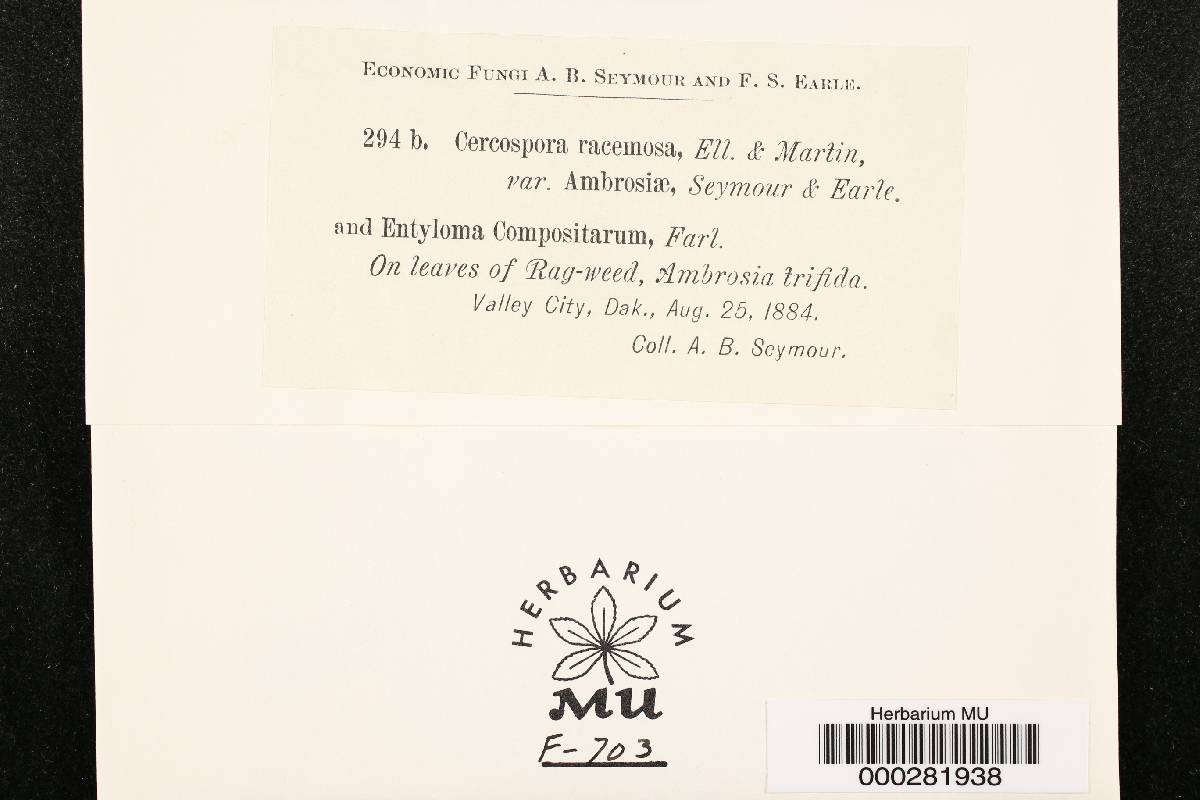 Economic Fungi A. B. Seymour and F. S. Earle.
294 b. Cercospora racemosa, Ell. & Martin,
var. Ambrosiæ, Seymour & Earle.
and Entyloma Compositarum, Farl.
On leaves of Rag-weed, Ambrosia trifida.
Valley City, Dak., Aug. 25, 1884.
Coll. A. B. Seymour.
HERBARIUM
MU
F-703
Herbarium MU
000281938